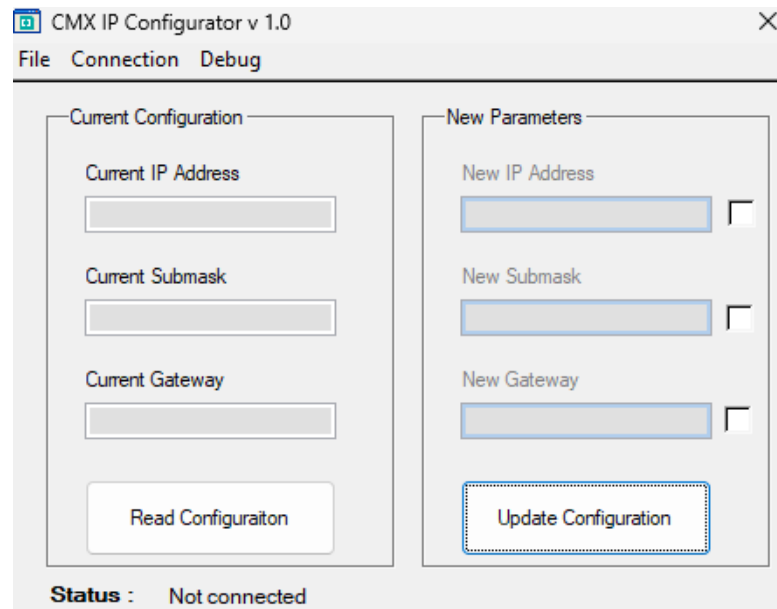 CMX IP Configurator v 1.0
File Connection Debug
Current Configuration
Current IP Address
Current Submask
Current Gateway
Read Configuraiton
New Parameters
New IP Address
New Submask
New Gateway
Update Configuration
Status : Not connected